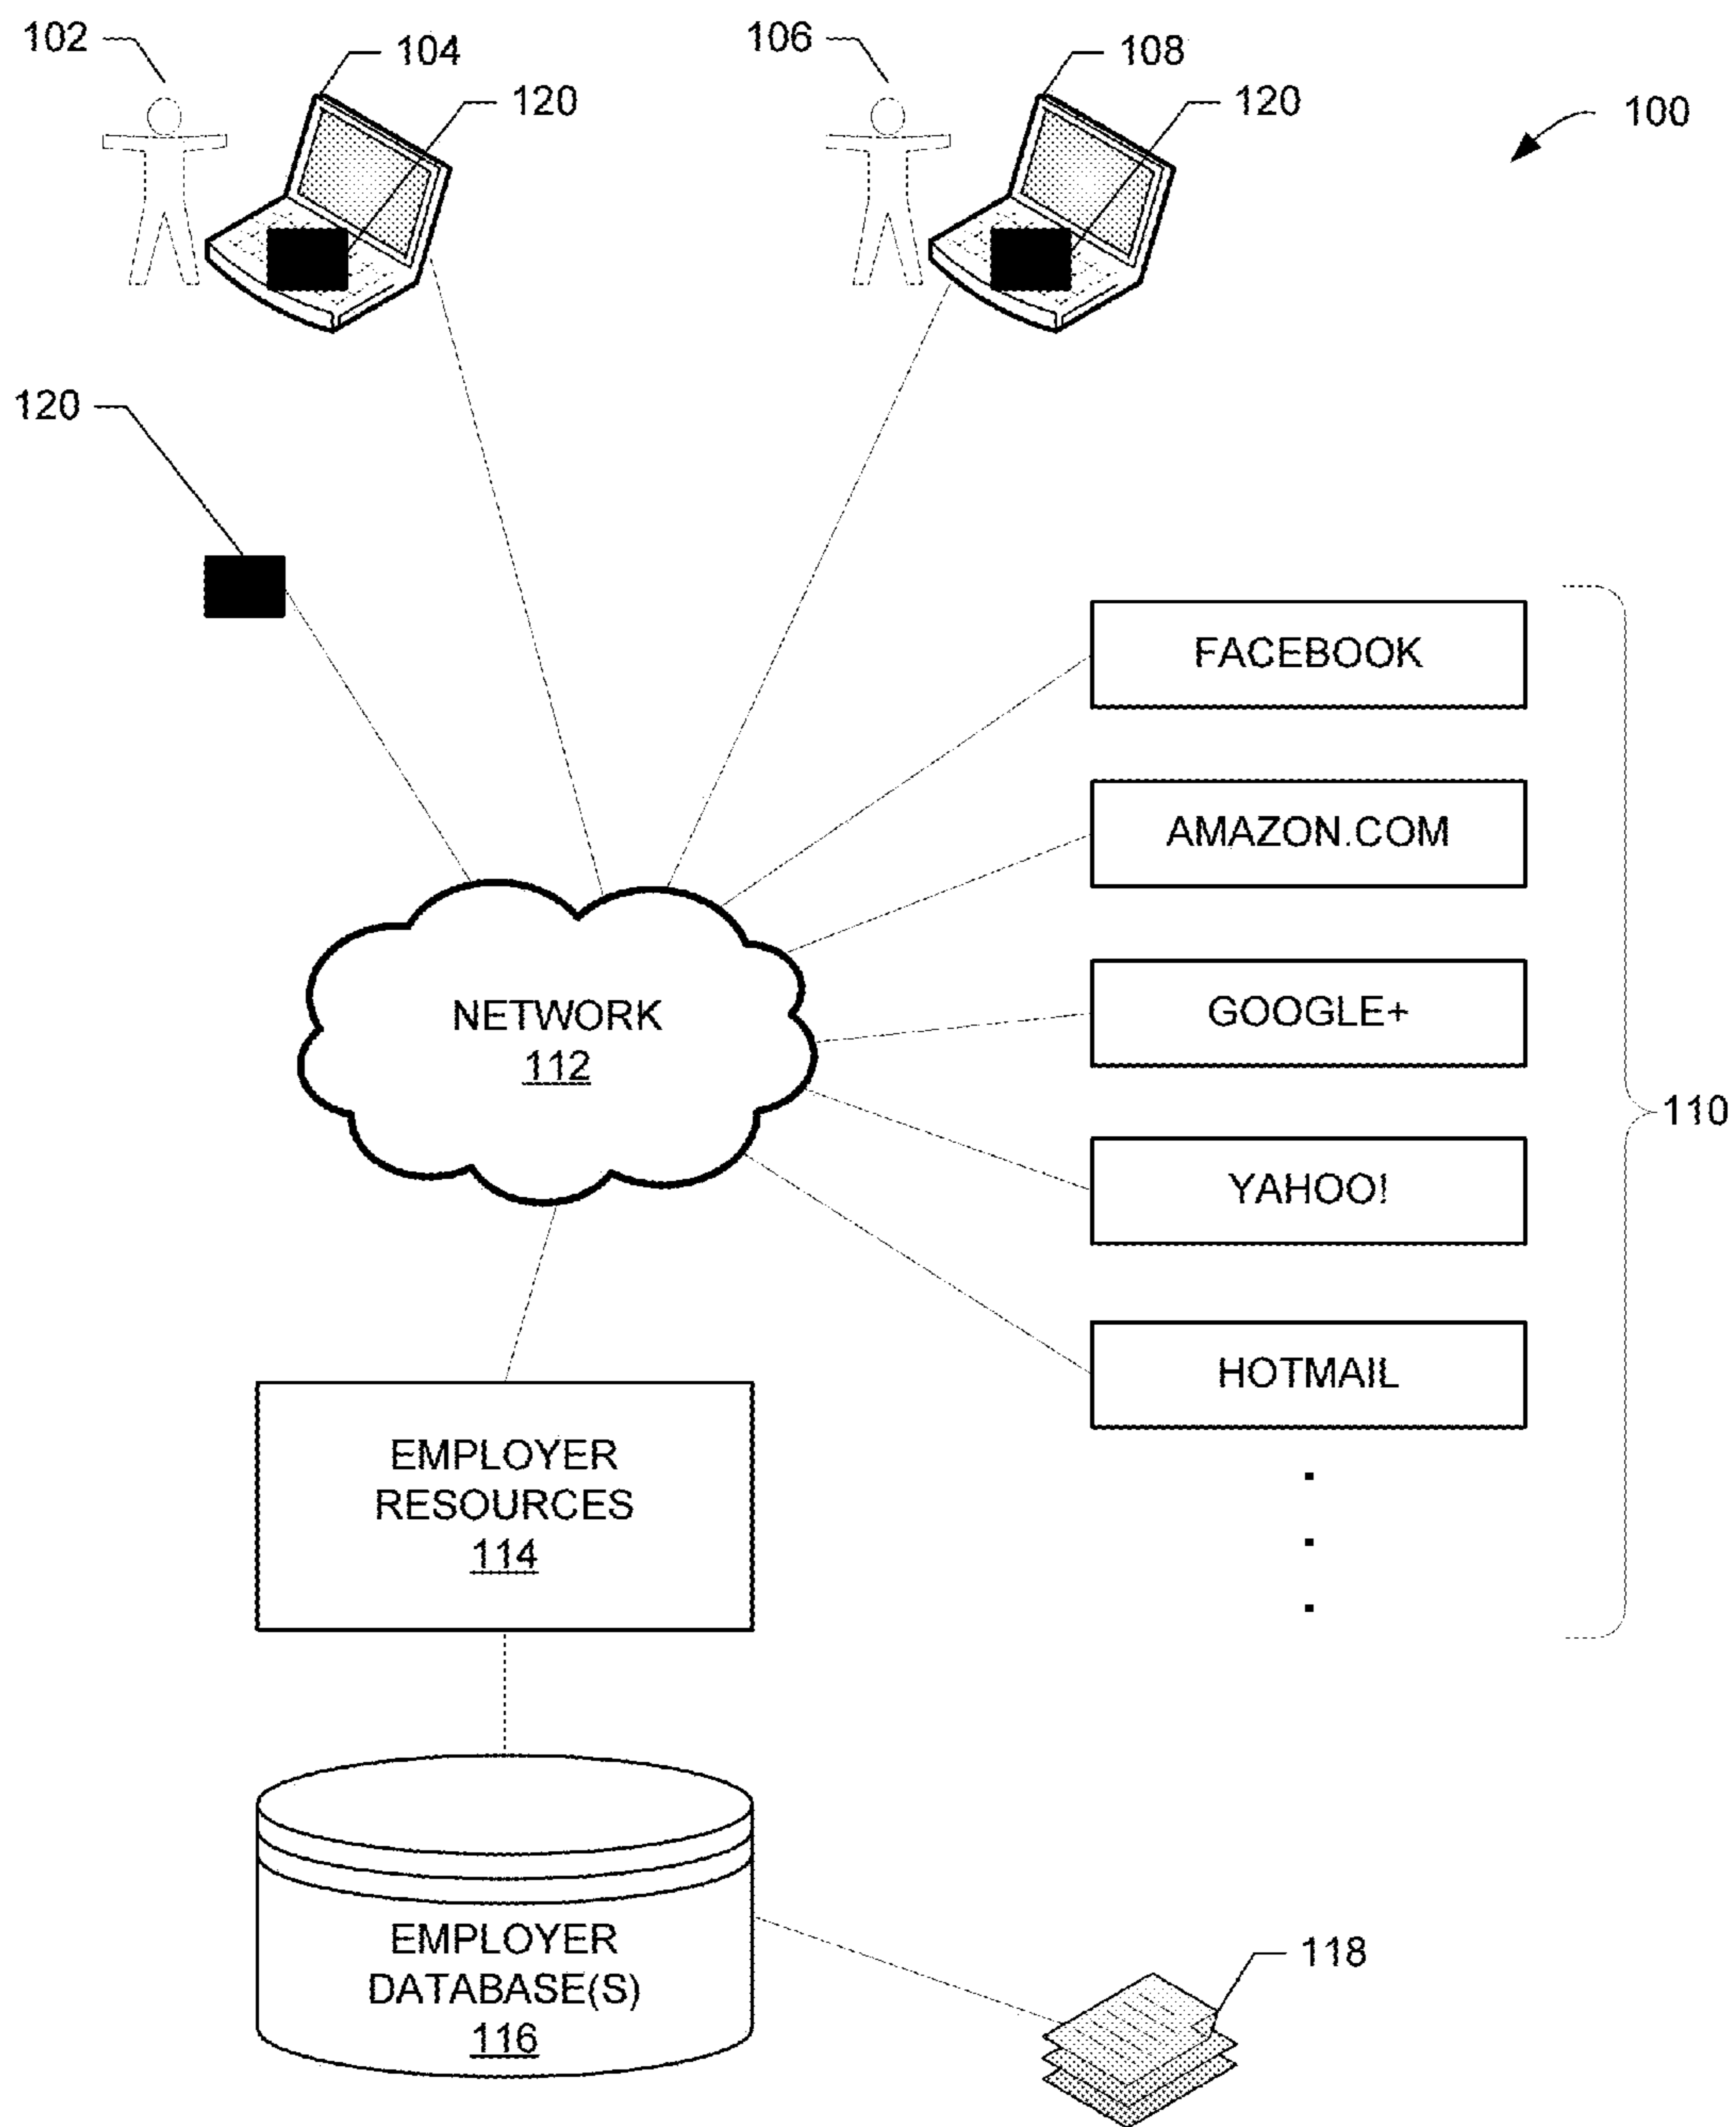 102
104
120
106
108
120
100
120
FACEBOOK
AMAZON.COM
GOOGLE+
YAHOO!
HOTMAIL
110
NETWORK
112
EMPLOYER
RESOURCES
114
EMPLOYER
DATABASE(S)
116
118